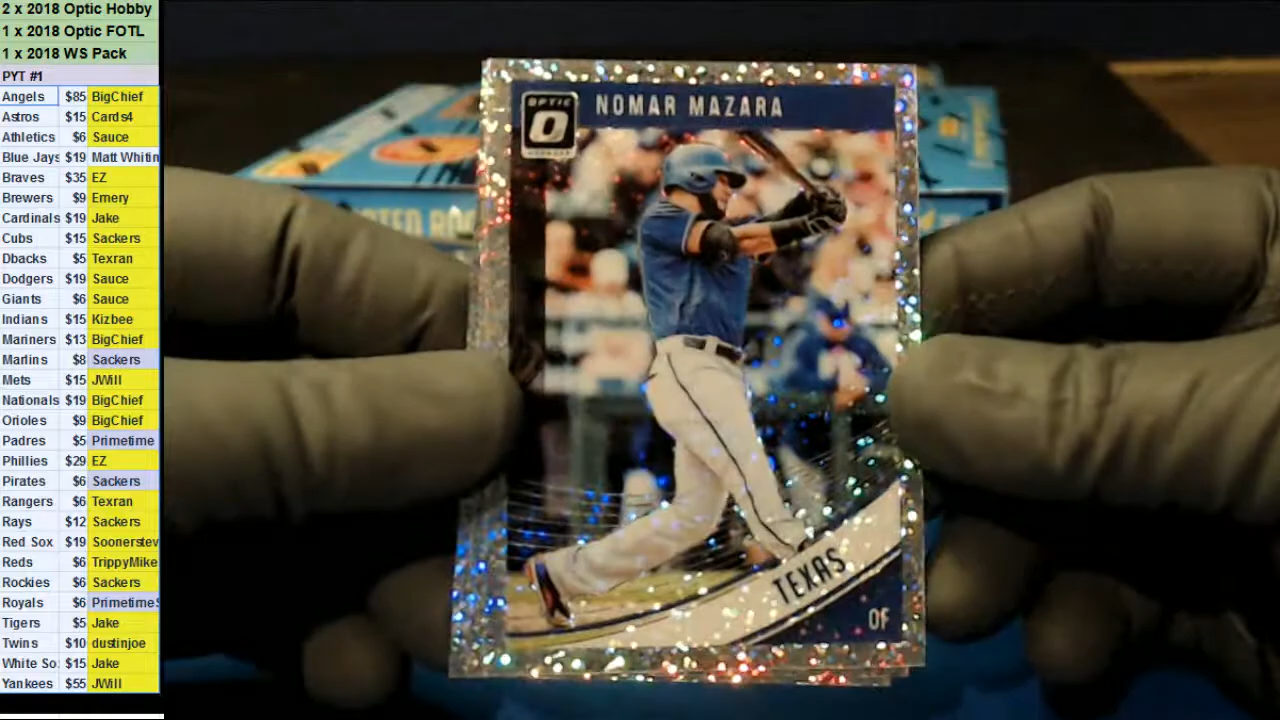 2 x 2018 Optic Hobby
1 x 2018 Optic FOTL
1 x 2018 WS Pack
PYT #1
Angels $85 BigChief
Astros $15 Cards4
Athletics $6 Sauce
Blue Jays $19 Matt Whitin
Braves $35 EZ
Brewers $9 Emery
Cardinals $19 Jake
Cubs $15 Sackers
Dbacks $5 Texran
Dodgers $19 Sauce
Giants $6 Sauce
Indians $15 Kizbee
Mariners $13 BigChief
Marlins $8 Sackers
Mets $15 JWill
Nationals $19 BigChief
Orioles $9 BigChief
Padres $5 Primetime
Phillies $29 EZ
Pirates $6 Sackers
Rangers $6 Texran
Rays $12 Sackers
Red Sox $19 Soonerstev
Reds $6 TrippyMike
Rockies $6 Sackers
Royals $6 PrimetimeS
Tigers $5 Jake
Twins $10 dustinjoe
White So $15 Jake
Yankees $55 JWill
OPTIC
O
NOMAR MAZARA
TEXAS
OF